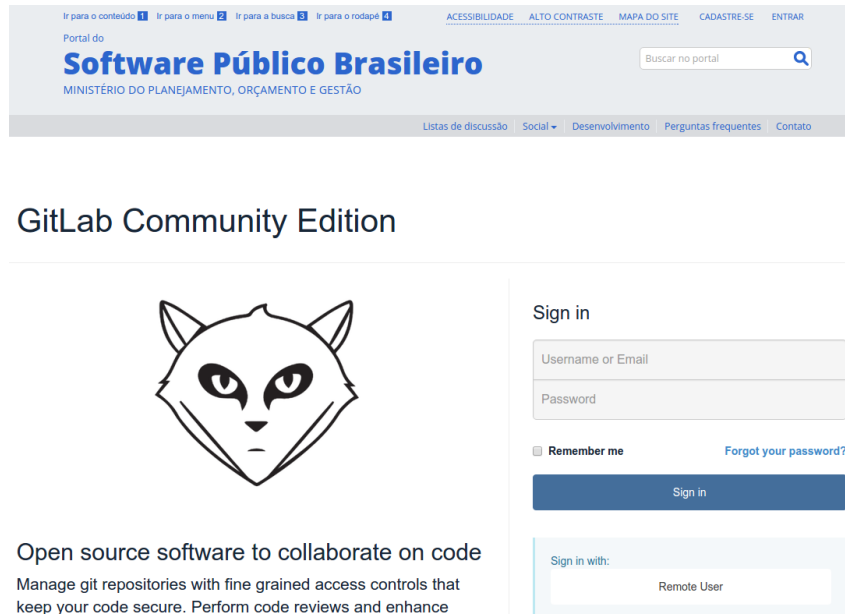 Ir para o conteúdo 1 Ir para o menu 2 Ir para a busca 3 Ir para o rodapé 4
ACESSIBILIDADE ALTO CONTRASTE MAPA DO SITE CADASTRE-SE ENTRAR
Portal do
Software Público Brasileiro
MINISTÉRIO DO PLANEJAMENTO, ORÇAMENTO E GESTÃO
Buscar no portal
Listas de discussão Social Desenvolvimento Perguntas frequentes Contato
GitLab Community Edition
Open source software to collaborate on code
Manage git repositories with fine grained access controls that
keep your code secure. Perform code reviews and enhance
Sign in
Username or Email
Password
Remember me Forgot your password?
Sign in
Sign in with:
Remote User